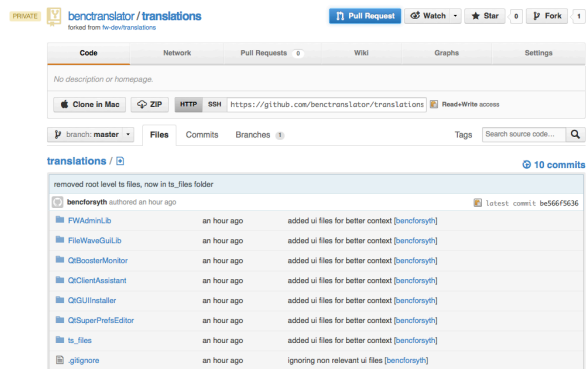 PRIVATE benctranslator / translations Pull Request Watch Star 0 Fork 1
forked from fw-dev/translations
Code Network Pull Requests 0 Wiki Graphs Settings
No description or homepage.
Clone in Mac ZIP HTTP SSH https://github.com/benctranslator/translations Read+Write access
branch: master Files Commits Branches 1 Tags Search source code...
translations / 10 commits
removed root level ts files, now in ts_files folder
bencforsyth authored an hour ago latest commit be566f5636
FWAdminLib an hour ago added ui files for better context [bencforsyth]
FileWaveGuiLib an hour ago added ui files for better context [bencforsyth]
QtBoosterMonitor an hour ago added ui files for better context [bencforsyth]
QtClientAssistant an hour ago added ui files for better context [bencforsyth]
QtGUIInstaller an hour ago added ui files for better context [bencforsyth]
QtSuperPrefsEditor an hour ago added ui files for better context [bencforsyth]
ts_files an hour ago added ui files for better context [bencforsyth]
.gitignore an hour ago ignoring non relevant ui files [bencforsyth]